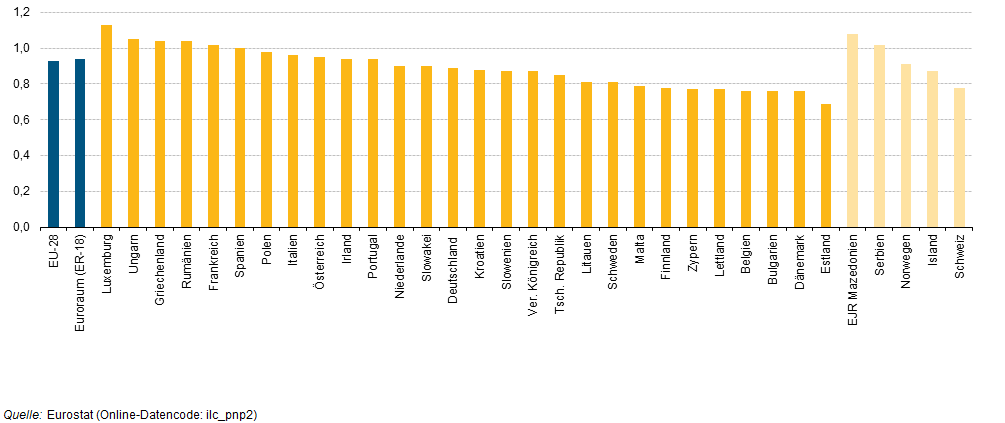 1,2
1,0
0,8
0,6
0,4
0,2
0,0
EU-28
Euroraum (ER-18)
Luxemburg
Ungarn
Griechenland
Rumänien
Frankreich
Spanien
Polen
Italien
Österreich
Irland
Portugal
Niederlande
Slowakei
Deutschland
Kroatien
Slowenien
Ver. Königreich
Tsch. Republik
Litauen
Schweden
Malta
Finnland
Zypern
Lettland
Belgien
Bulgarien
Dänemark
Estland
EJR Mazedonien
Serbien
Norwegen
Island
Schweiz
Quelle: Eurostat (Online-Datencode: ilc_pnp2)